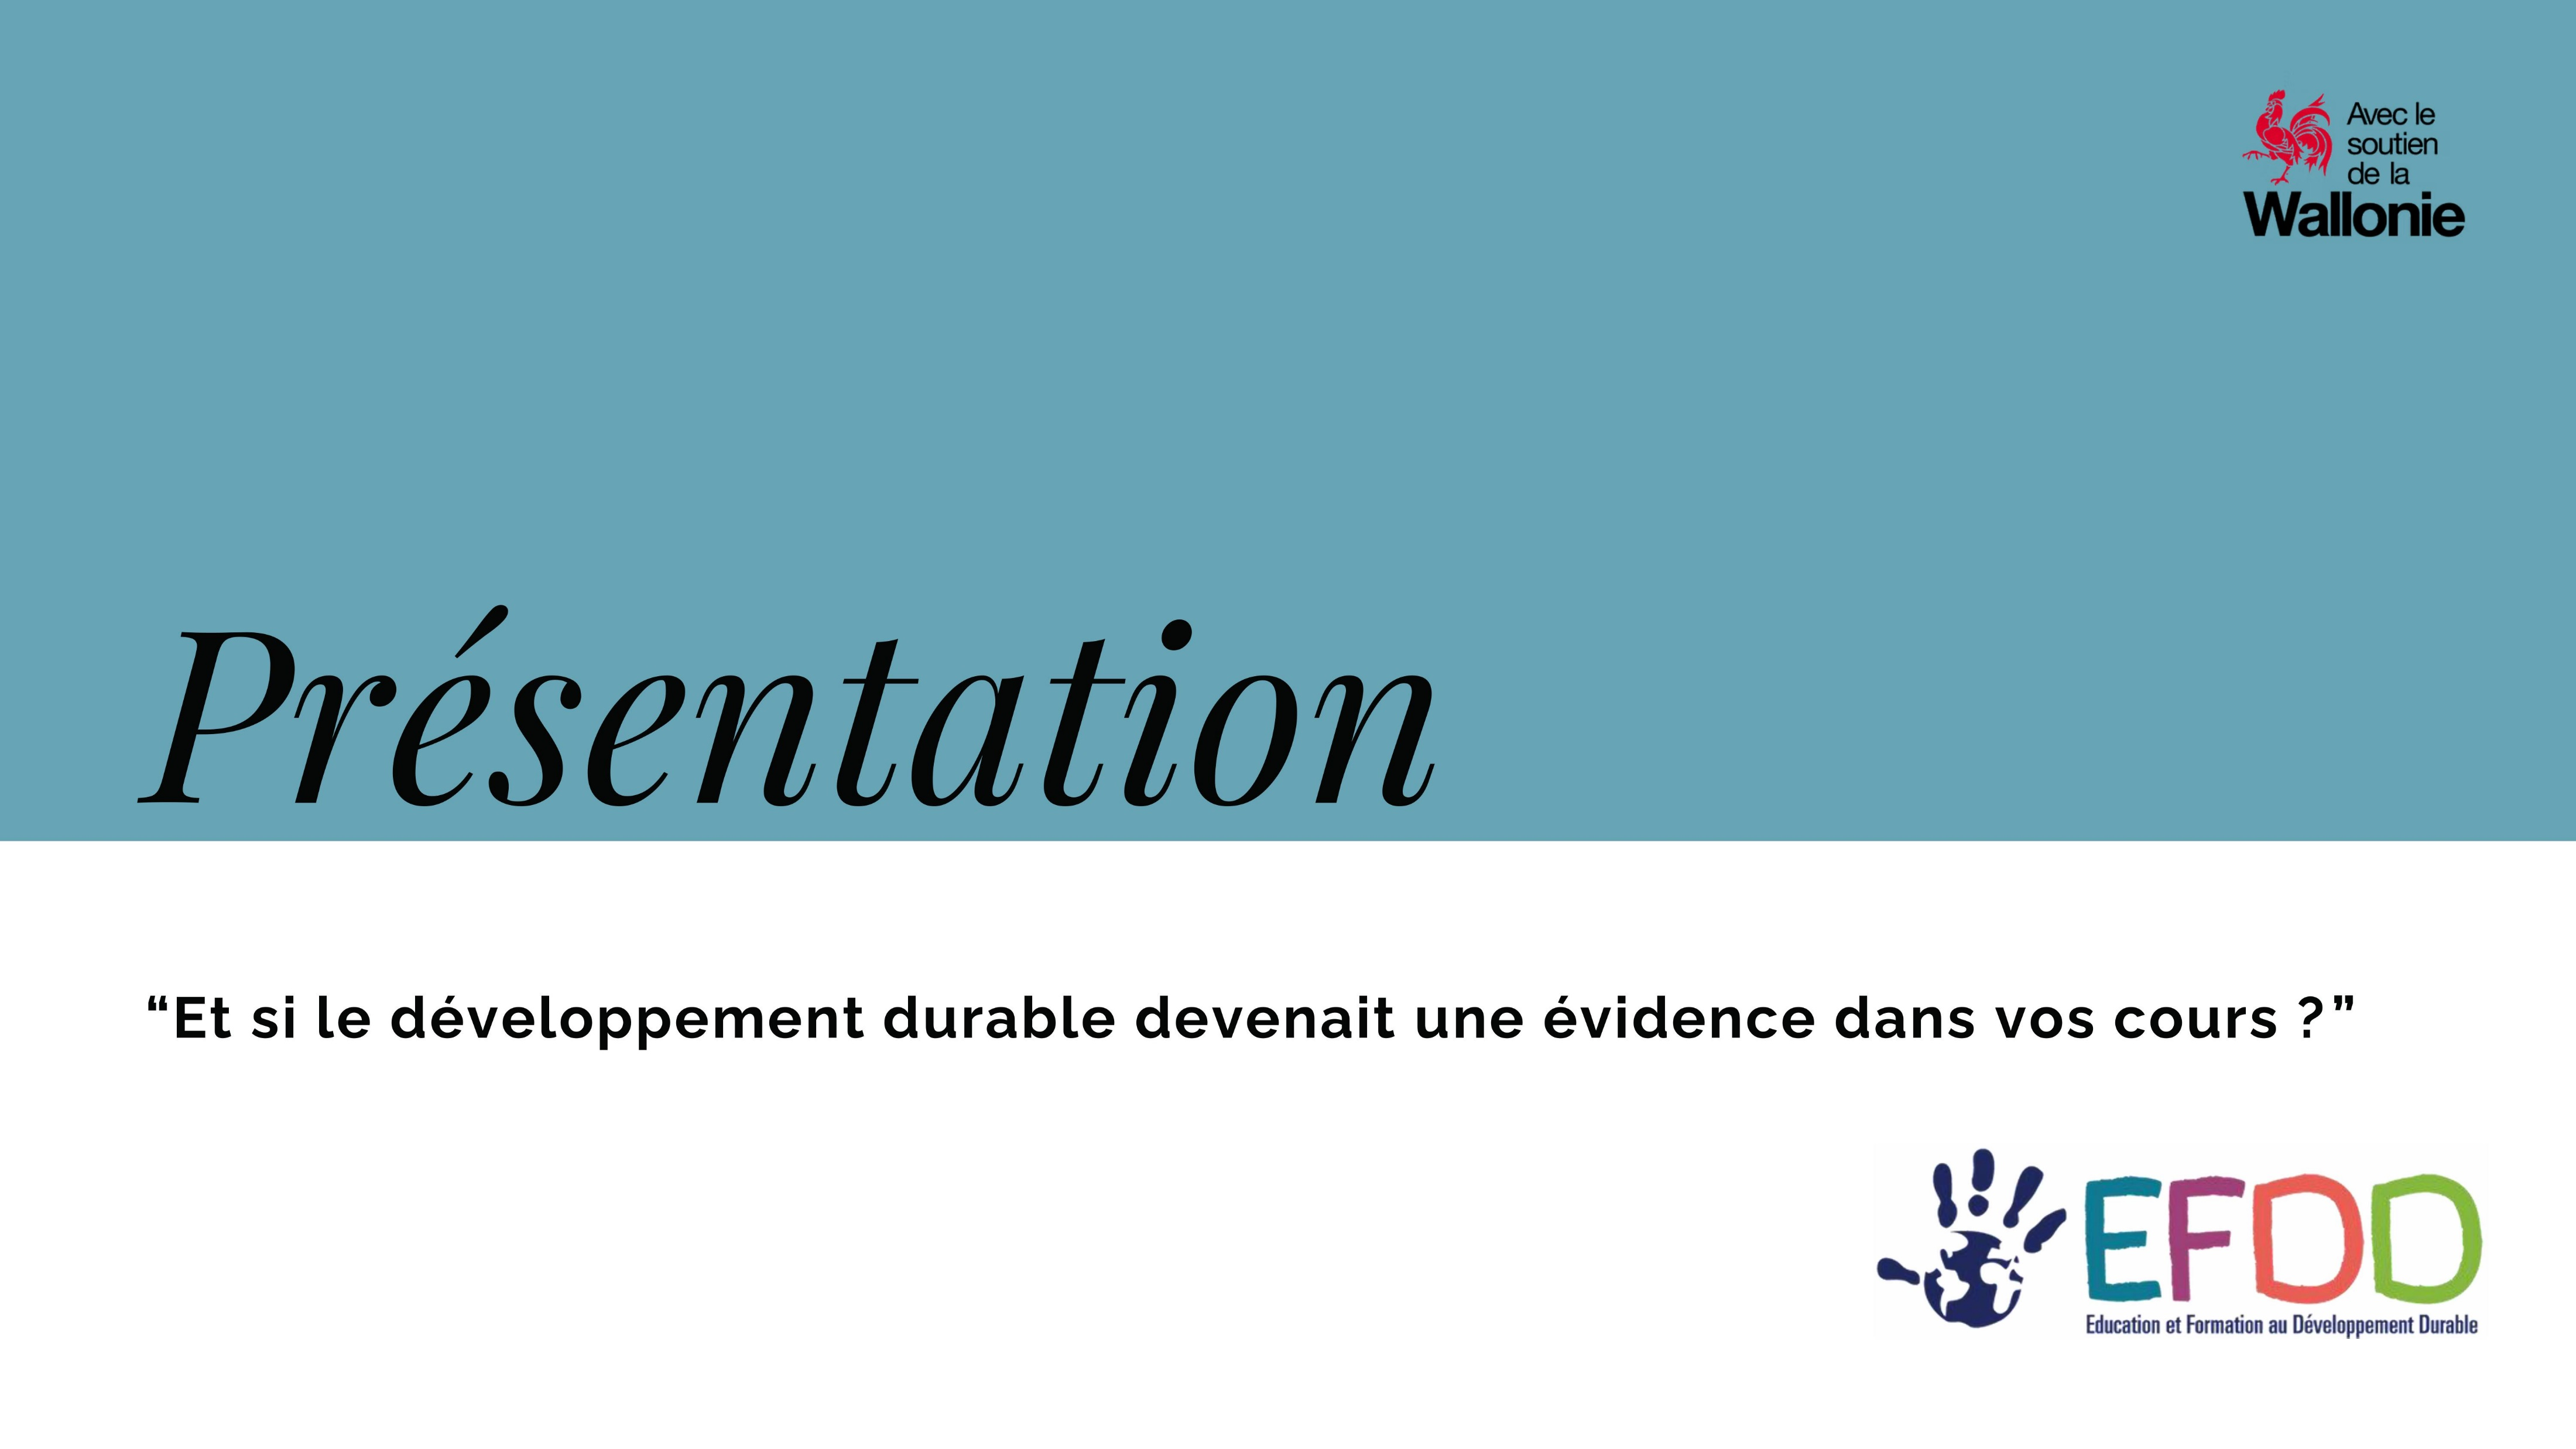 Avec le
soutien
de la
Wallonie
Présentation
“Et si le développement durable devenait une évidence dans vos cours ?”
EFDD
Education et Formation au Développement Durable